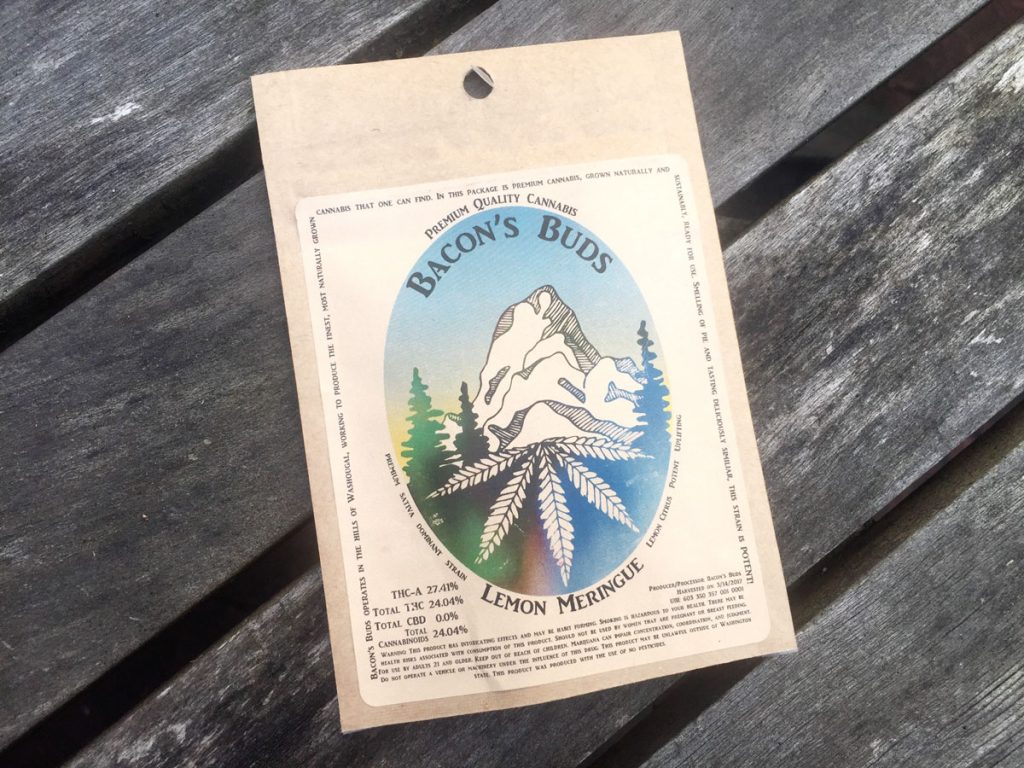 Bacon's Buds operates in the hills of Washougal, working to produce the finest, most naturally grown
cannabis that one can find. In this package is premium cannabis, grown naturally and
sustainably, ready for use. Smelling of pie and tasting deliciously similiar, this strain is potent!
Premium Quality Cannabis
Bacon's Buds
Premium sativa dominant strain
Lemon Citrus Potent Uplifting
Lemon Meringue
THC-A 27.41%
Total THC 24.04%
Total CBD 0.0%
Total
Cannabinoids 24.04%
Producer/Processor Bacon's Buds
Harvested on 3/14/2017
UBI 603 350 357 001 0001
Warning This product has intoxicating effects and may be habit forming. Smoking is hazardous to your health. There may be
health risks associated with consumption of this product. Should not be used by women that are pregnant or breast feeding.
For use by adults 21 and older. Keep out of reach of children. Marijuana can impair concentration, coordination, and judgment.
Do not operate a vehicle or machinery under the influence of this drug. This product may be unlawful outside of Washington
state. This product was produced with the use of no pesticides.